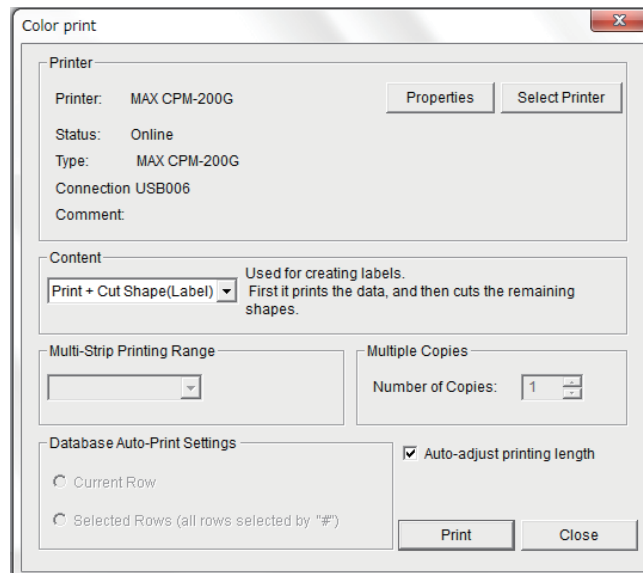 Color print
Printer
Printer: MAX CPM-200G
Properties
Select Printer
Status: Online
Type: MAX CPM-200G
Connection USB006
Comment:
Content
Print + Cut Shape(Label)
Used for creating labels.
First it prints the data, and then cuts the remaining
shapes.
Multi-Strip Printing Range
Multiple Copies
Number of Copies: 1
Database Auto-Print Settings
Auto-adjust printing length
Current Row
Selected Rows (all rows selected by "#")
Print
Close